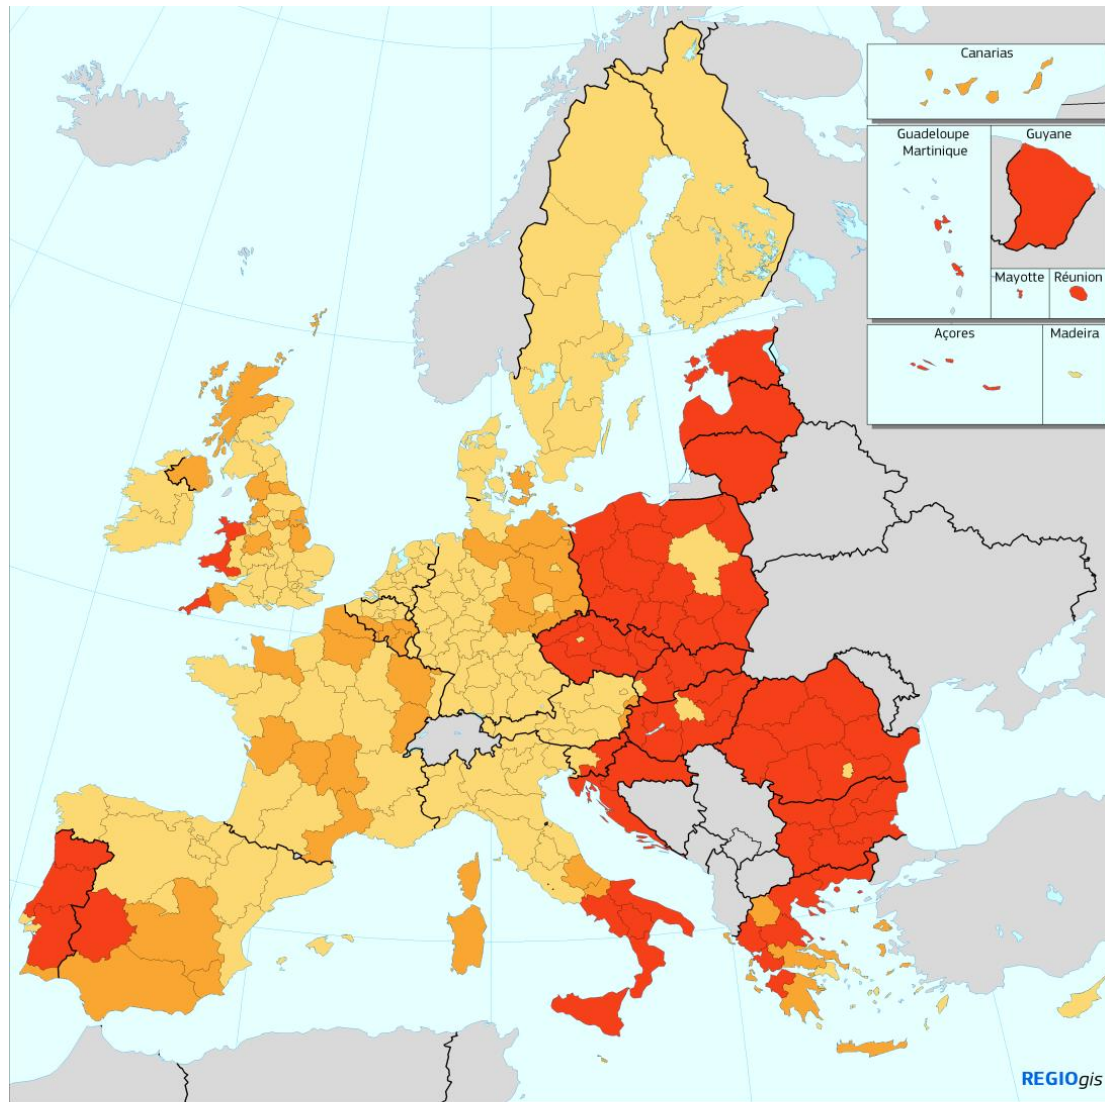 Canarias
Guadeloupe
Martinique
Guyane
Mayotte
Réunion
Açores
Madeira
REGIOgis